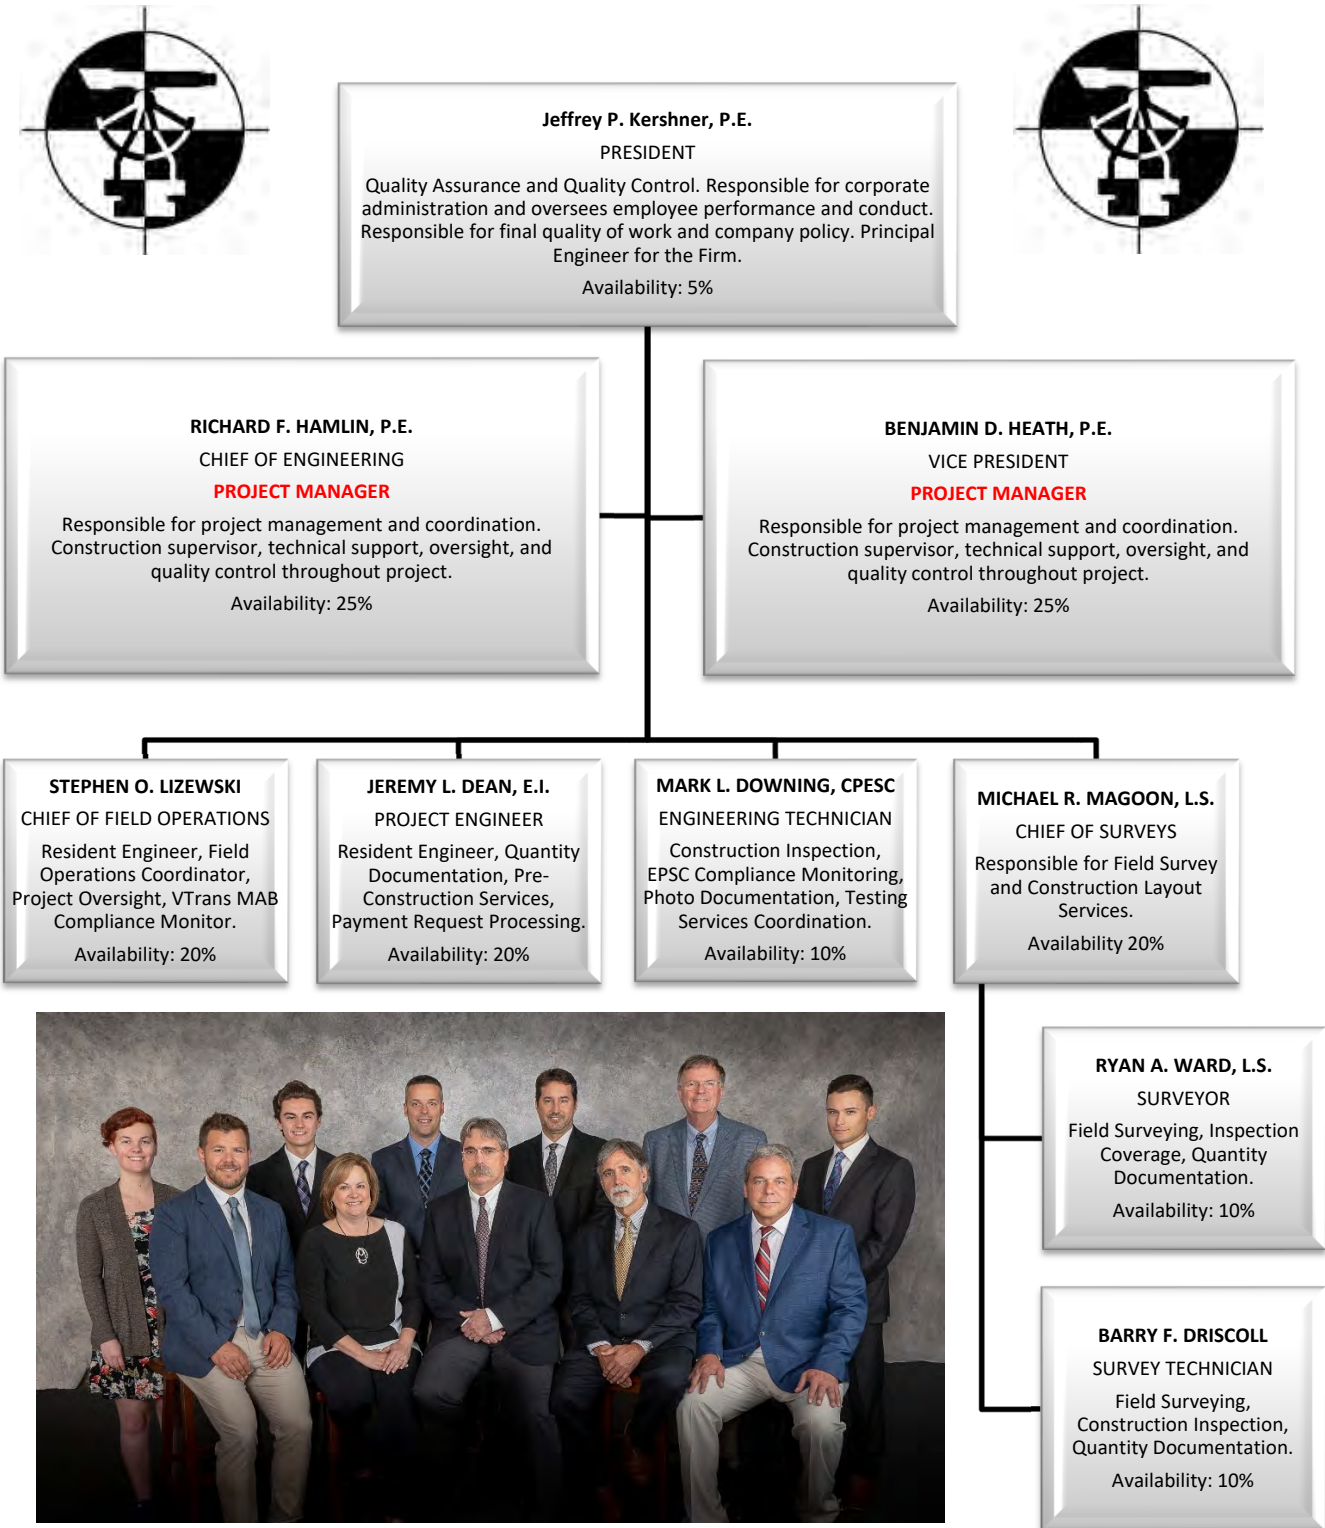 Jeffrey P. Kershner, P.E.
PRESIDENT
Quality Assurance and Quality Control. Responsible for corporate
administration and oversees employee performance and conduct.
Responsible for final quality of work and company policy. Principal
Engineer for the Firm.
Availability: 5%
RICHARD F. HAMLIN, P.E.
CHIEF OF ENGINEERING
PROJECT MANAGER
Responsible for project management and coordination.
Construction supervisor, technical support, oversight, and
quality control throughout project.
Availability: 25%
BENJAMIN D. HEATH, P.E.
VICE PRESIDENT
PROJECT MANAGER
Responsible for project management and coordination.
Construction supervisor, technical support, oversight, and
quality control throughout project.
Availability: 25%
STEPHEN O. LIZEWSKI
CHIEF OF FIELD OPERATIONS
Resident Engineer, Field
Operations Coordinator,
Project Oversight, VTrans MAB
Compliance Monitor.
Availability: 20%
JEREMY L. DEAN, E.I.
PROJECT ENGINEER
Resident Engineer, Quantity
Documentation, Pre-
Construction Services,
Payment Request Processing.
Availability: 20%
MARK L. DOWNING, CPESC
ENGINEERING TECHNICIAN
Construction Inspection,
EPSC Compliance Monitoring,
Photo Documentation, Testing
Services Coordination.
Availability: 10%
MICHAEL R. MAGOON, L.S.
CHIEF OF SURVEYS
Responsible for Field Survey
and Construction Layout
Services.
Availability 20%
RYAN A. WARD, L.S.
SURVEYOR
Field Surveying, Inspection
Coverage, Quantity
Documentation.
Availability: 10%
BARRY F. DRISCOLL
SURVEY TECHNICIAN
Field Surveying,
Construction Inspection,
Quantity Documentation.
Availability: 10%